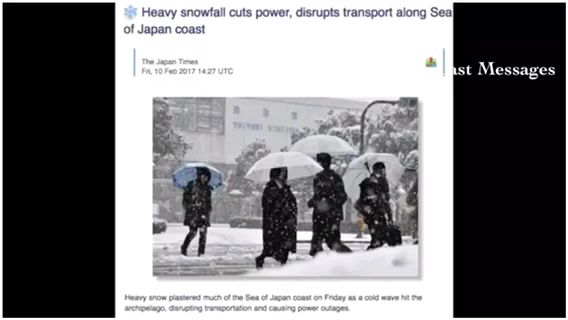 Heavy snowfall cuts power, disrupts transport along Sea
of Japan coast
The Japan Times
Fri, 10 Feb 2017 14:27 UTC
ast Messages
Heavy snow plastered much of the Sea of Japan coast on Friday as a cold wave hit the
archipelago, disrupting transportation and causing power outages.